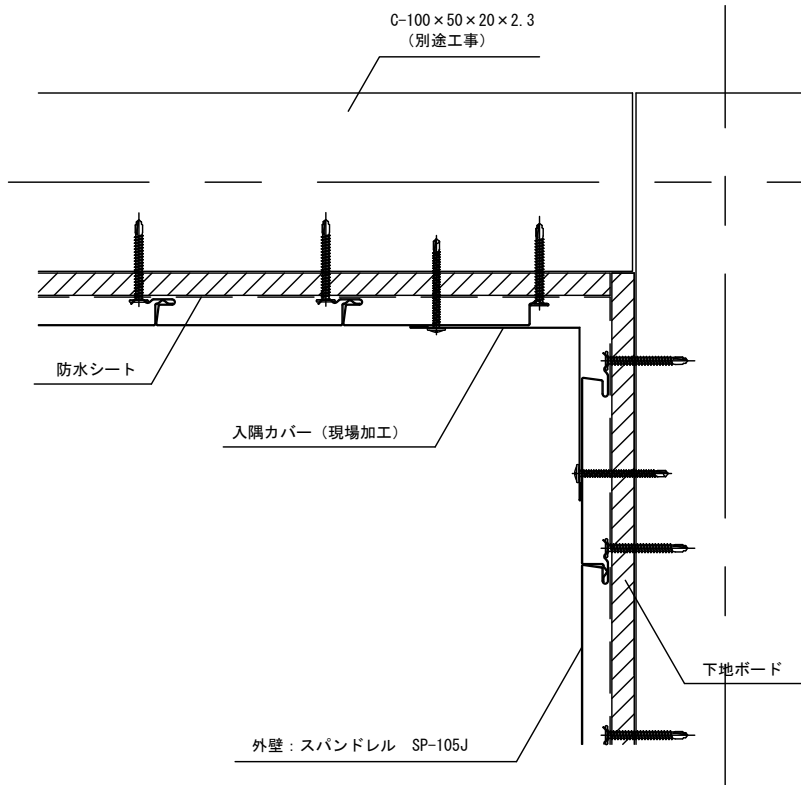 C-100×50×20×2.3
（別途工事）
防水シート
入隅カバー（現場加工）
下地ボード
外壁：スパンドレル　SP-105J